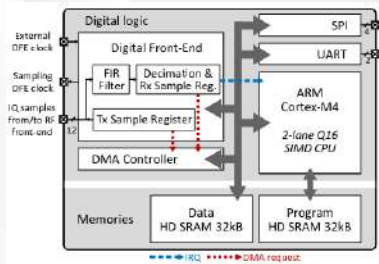 External
DFE clock
Sampling
DFE clock
IQ samples
from/to RF
front-end
12
Digital logic
Digital Front-End
FIR
Filter
Decimation &
Rx Sample Reg.
Tx Sample Register
DMA Controller
SPI
4
UART
2
ARM
Cortex-M4
2-lane Q16
SIMD CPU
Memories
Data
HD SRAM 32kB
Program
HD SRAM 32kB
IRQ
DMA request